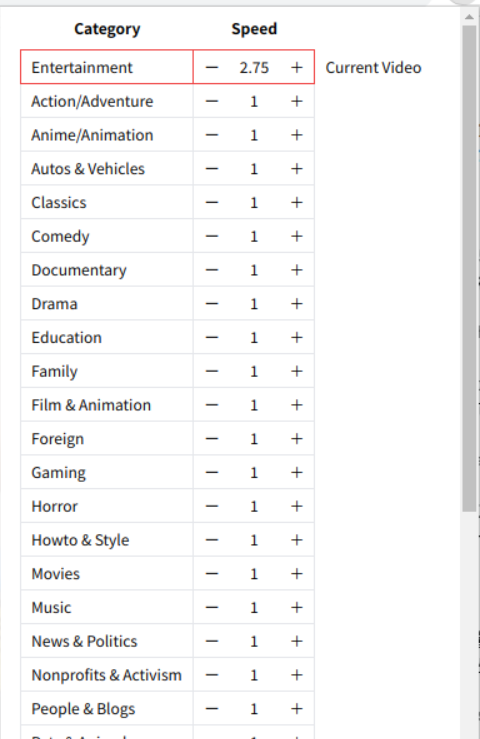 Category Speed
Entertainment — 2.75 + Current Video
Action/Adventure — 1 +
Anime/Animation — 1 +
Autos & Vehicles — 1 +
Classics — 1 +
Comedy — 1 +
Documentary — 1 +
Drama — 1 +
Education — 1 +
Family — 1 +
Film & Animation — 1 +
Foreign — 1 +
Gaming — 1 +
Horror — 1 +
Howto & Style — 1 +
Movies — 1 +
Music — 1 +
News & Politics — 1 +
Nonprofits & Activism — 1 +
People & Blogs — 1 +